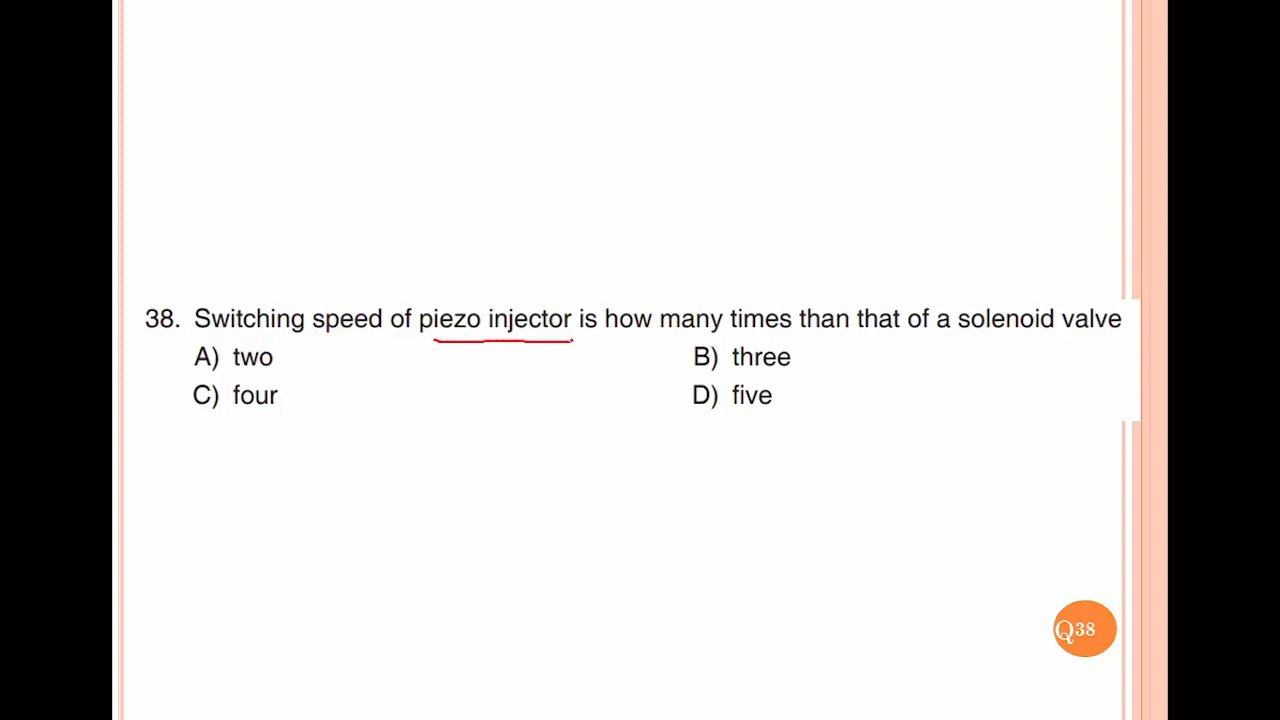 38. Switching speed of piezo injector is how many times than that of a solenoid valve
A) two B) three
C) four D) five
Q38